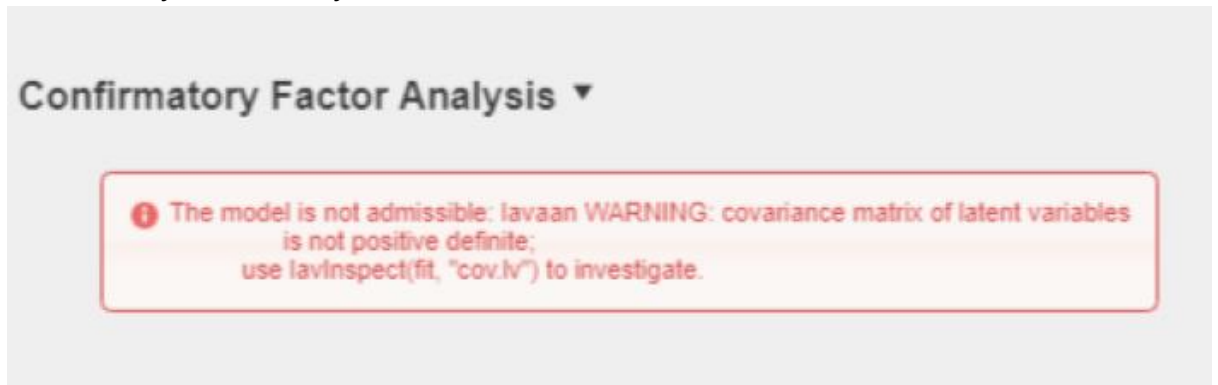 Confirmatory Factor Analysis ▼
The model is not admissible: lavaan WARNING: covariance matrix of latent variables
is not positive definite;
use lavInspect(fit, "cov.lv") to investigate.